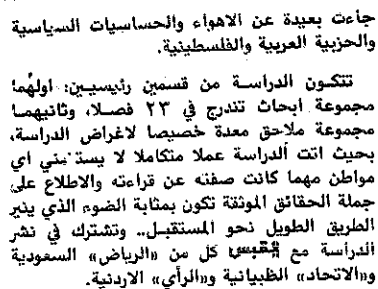 جاءت بعيدة عن الاهواء والحساسيات السياسية
والحزبية العربية والفلسطينية.
تتكون الدراسة من قسمين رئيسيين: اولهما
مجموعة ابحاث تندرج في ٢٣ فصلا، وثانيهما
مجموعة ملاحق معدة خصيصا لاغراض الدراسة،
بحيث اتت الدراسة عملا متكاملا لا يستغني اي
مواطن مهما كانت صفته عن قراءته والاطلاع على
جملة الحقائق الموثقة تكون بمثابة الضوء الذي ينير
الطريق الطويل نحو المستقبل.. وتشترك في نشر
الدراسة مع القبس كل من «الرياض» السعودية
و«الاتحاد» الظبيانية و«الرأي» الاردنية.